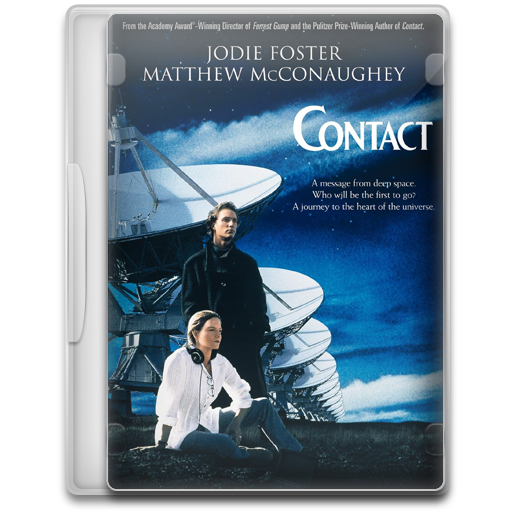 From the Academy Award®-Winning Director of Forrest Gump and the Pulitzer Prize-Winning Author of Contact.
JODIE FOSTER
MATTHEW McCONAUGHEY
CONTACT
A message from deep space.
Who will be the first to go?
A journey to the heart of the universe.